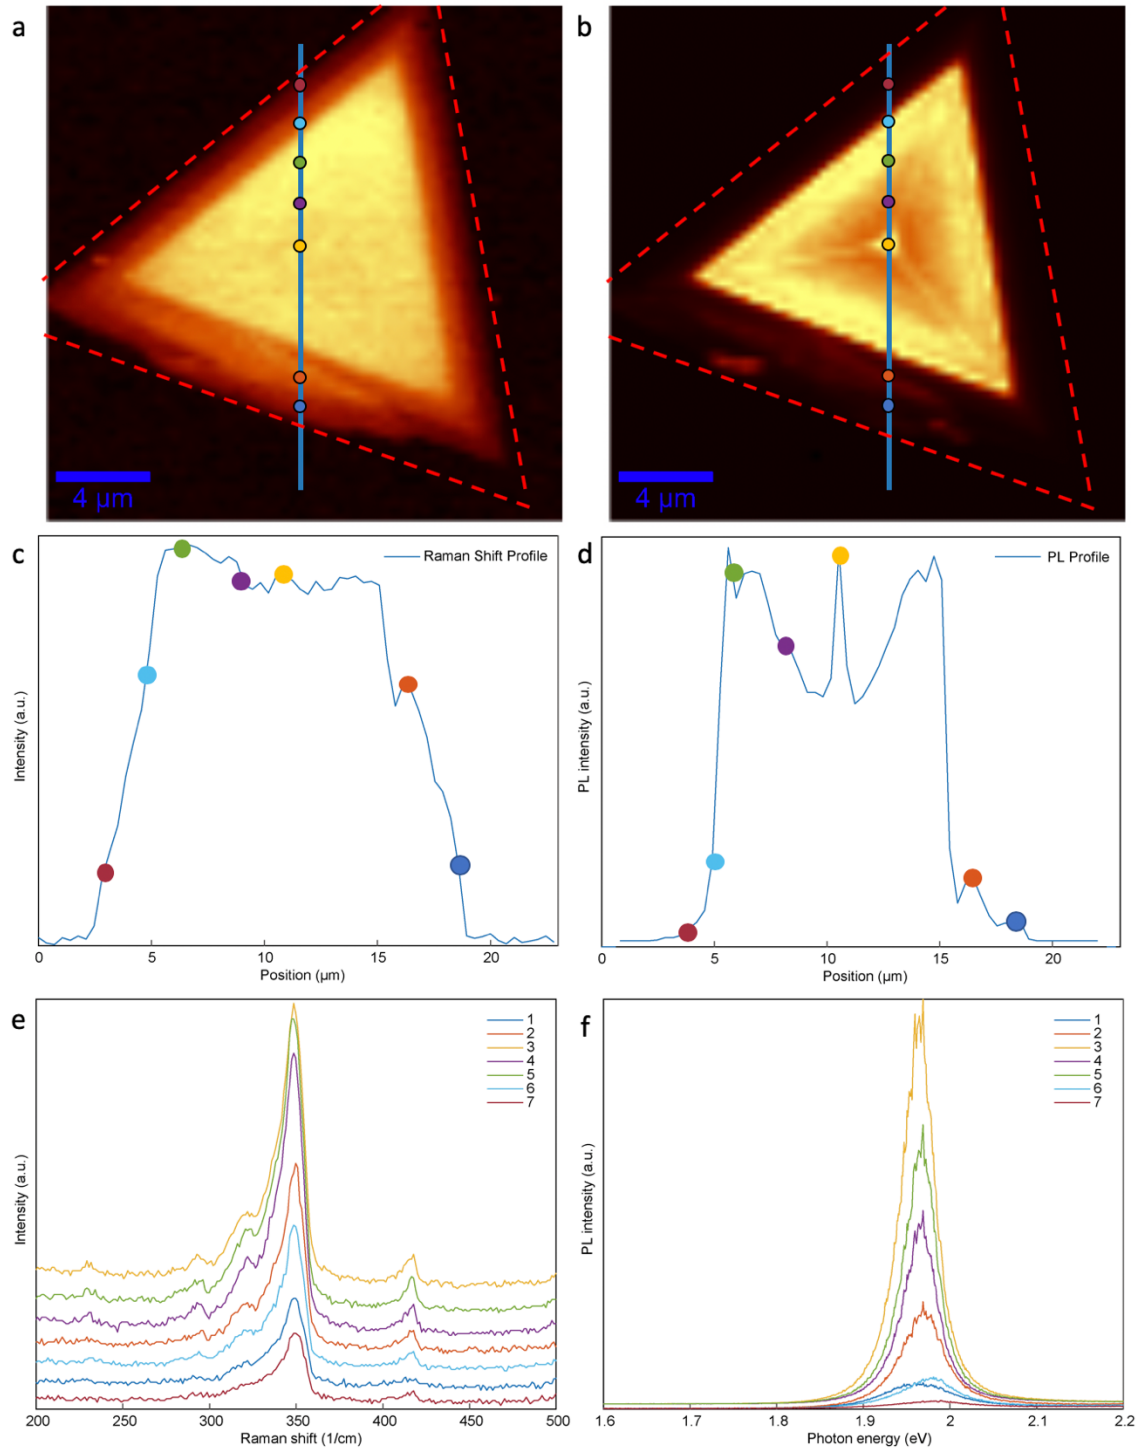 a
b
4 µm
4 µm
c
Raman Shift Profile
Intensity (a.u.)
0 5 10 15 20
Position (µm)
d
PL Profile
PL intensity (a.u.)
0 5 10 15 20
Position (µm)
e
1
2
3
4
5
6
7
Intensity (a.u.)
200 250 300 350 400 450 500
Raman shift (1/cm)
f
1
2
3
4
5
6
7
PL intensity (a.u.)
1.6 1.7 1.8 1.9 2 2.1 2.2
Photon energy (eV)